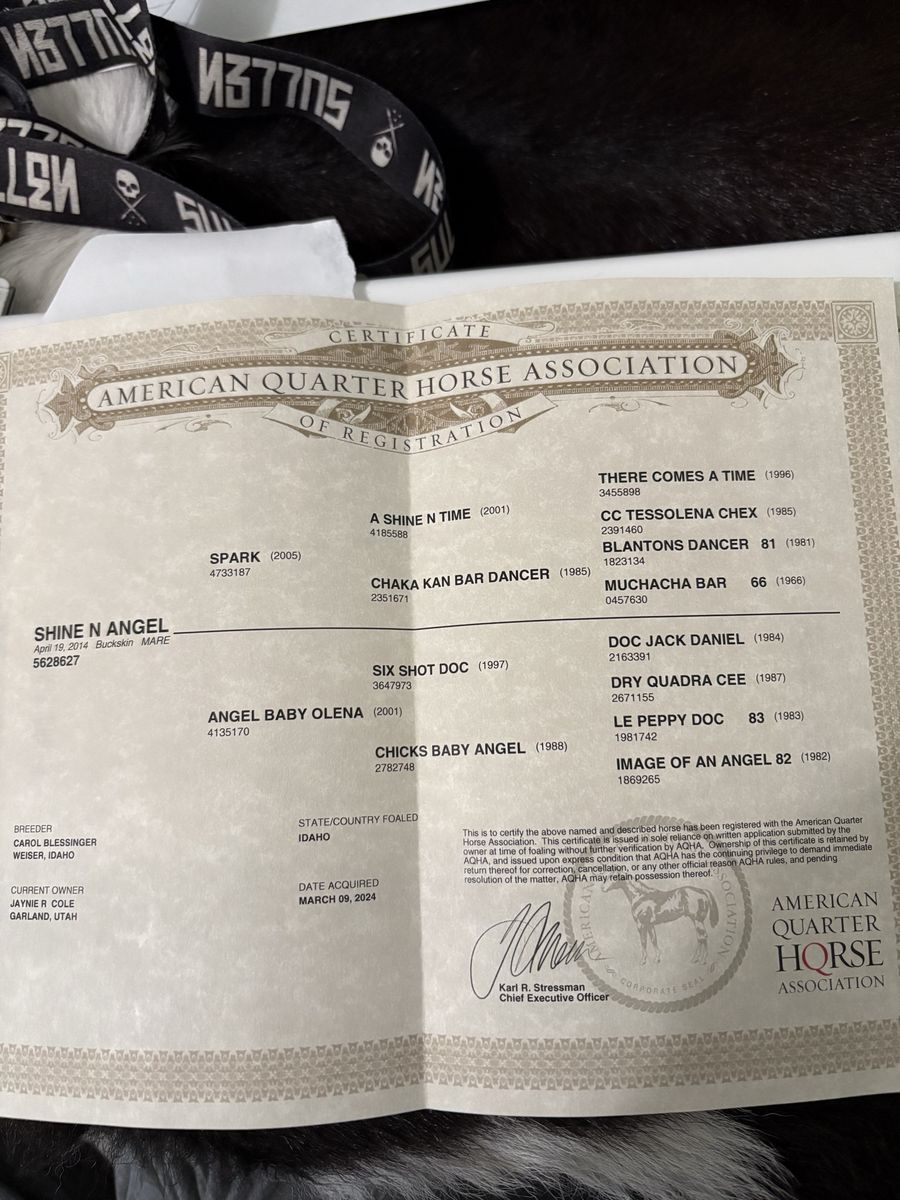 SULLEN
SULLEN
SULLEN
CERTIFICATE
AMERICAN QUARTER HORSE ASSOCIATION
OF REGISTRATION
THERE COMES A TIME (1996)
3455898
A SHINE N TIME (2001)
4185588
CC TESSOLENA CHEX (1985)
2391460
SPARK (2005)
4733187
BLANTONS DANCER 81 (1981)
1823134
CHAKA KAN BAR DANCER (1985)
2351671
MUCHACHA BAR 66 (1966)
0457630
SHINE N ANGEL
April 19, 2014 Buckskin MARE
5628627
DOC JACK DANIEL (1984)
2163391
SIX SHOT DOC (1997)
3647973
DRY QUADRA CEE (1987)
2671155
ANGEL BABY OLENA (2001)
4135170
LE PEPPY DOC 83 (1983)
1981742
CHICKS BABY ANGEL (1988)
2782748
IMAGE OF AN ANGEL 82 (1982)
1869265
BREEDER
CAROL BLESSINGER
WEISER, IDAHO
STATE/COUNTRY FOALED
IDAHO
CURRENT OWNER
JAYNIE R COLE
GARLAND, UTAH
DATE ACQUIRED
MARCH 09, 2024
This is to certify the above named and described horse has been registered with the American Quarter
Horse Association. This certificate is issued in sole reliance on written application submitted by the
owner at time of foaling without further verification by AQHA. Ownership of this certificate is retained by
AQHA, and issued upon express condition that AQHA has the continuing privilege to demand immediate
return thereof for correction, cancellation, or any other official reason AQHA rules, and pending
resolution of the matter, AQHA may retain possession thereof.
AMERICAN
ASSOCIATION
CORPORATE SEAL
Karl R. Stressman
Chief Executive Officer
AMERICAN
QUARTER
HORSE
ASSOCIATION